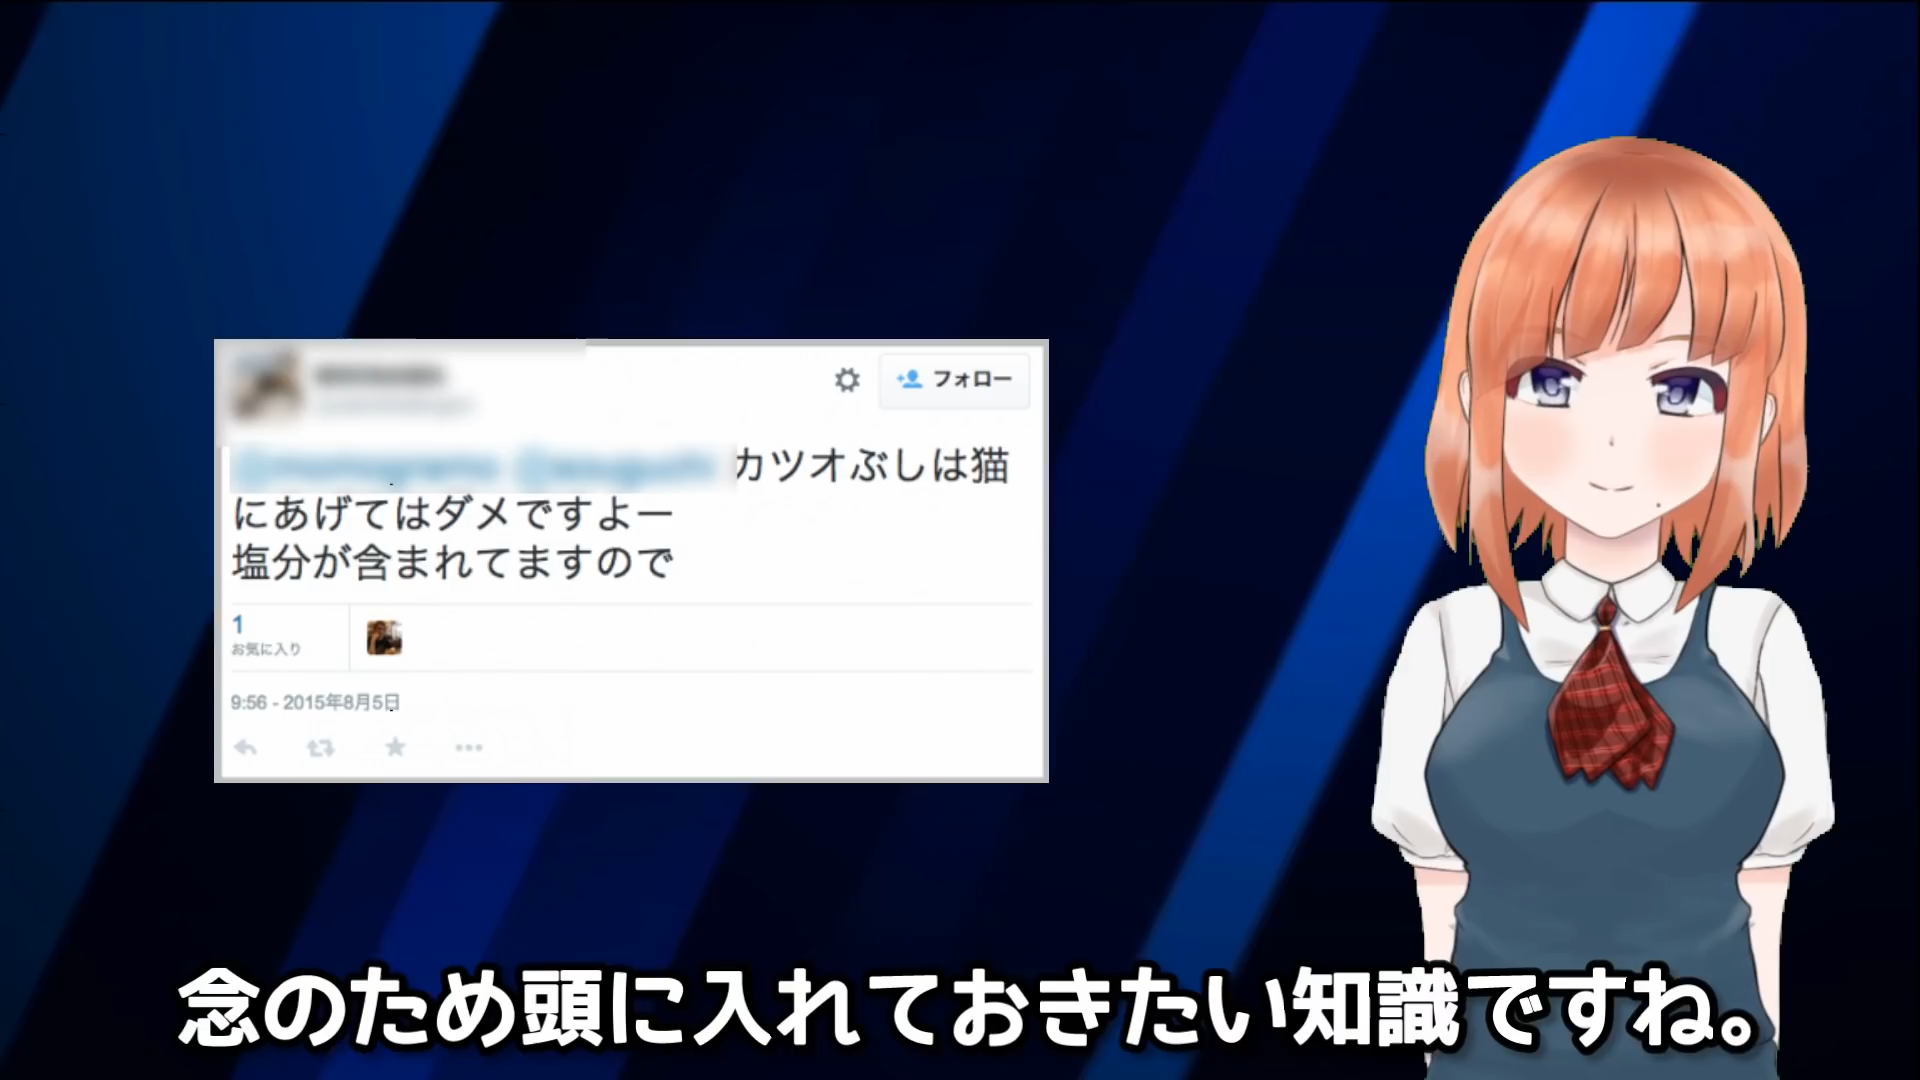 フォロー
カツオぶしは猫
にあげてはダメですよー
塩分が含まれてますので
1
お気に入り
9:56 - 2015年8月5日
念のため頭に入れておきたい知識ですね。